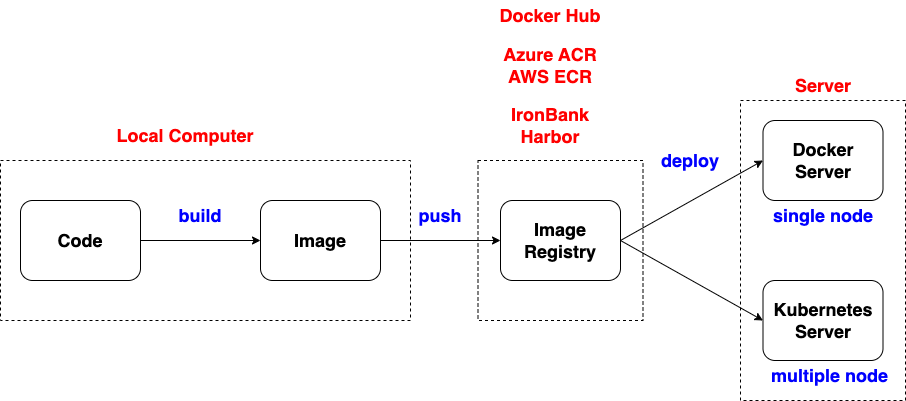 Docker Hub
Azure ACR
AWS ECR
IronBank
Harbor
Local Computer
Server
Code
build
Image
push
Image
Registry
deploy
Docker
Server
single node
Kubernetes
Server
multiple node